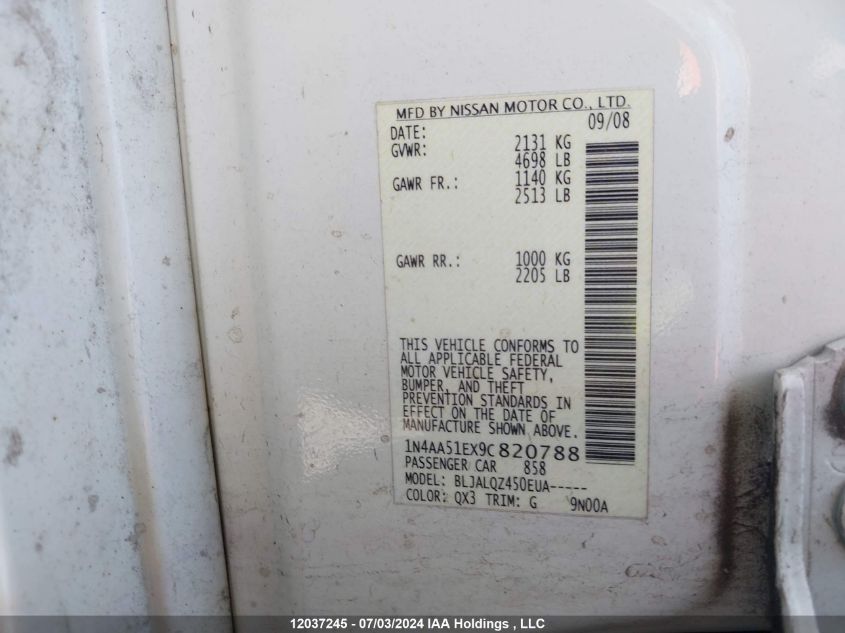 MFD BY NISSAN MOTOR CO., LTD.
DATE: 09/08
GVWR: 2131 KG
4698 LB
GAWR FR.: 1140 KG
2513 LB
GAWR RR.: 1000 KG
2205 LB
THIS VEHICLE CONFORMS TO
ALL APPLICABLE FEDERAL
MOTOR VEHICLE SAFETY,
BUMPER, AND THEFT
PREVENTION STANDARDS IN
EFFECT ON THE DATE OF
MANUFACTURE SHOWN ABOVE.
1N4AA51EX9C820788
PASSENGER CAR 858
MODEL: BLJALQZ450EUA-----
COLOR: QX3 TRIM: G 9N00A
12037245 - 07/03/2024 IAA Holdings , LLC